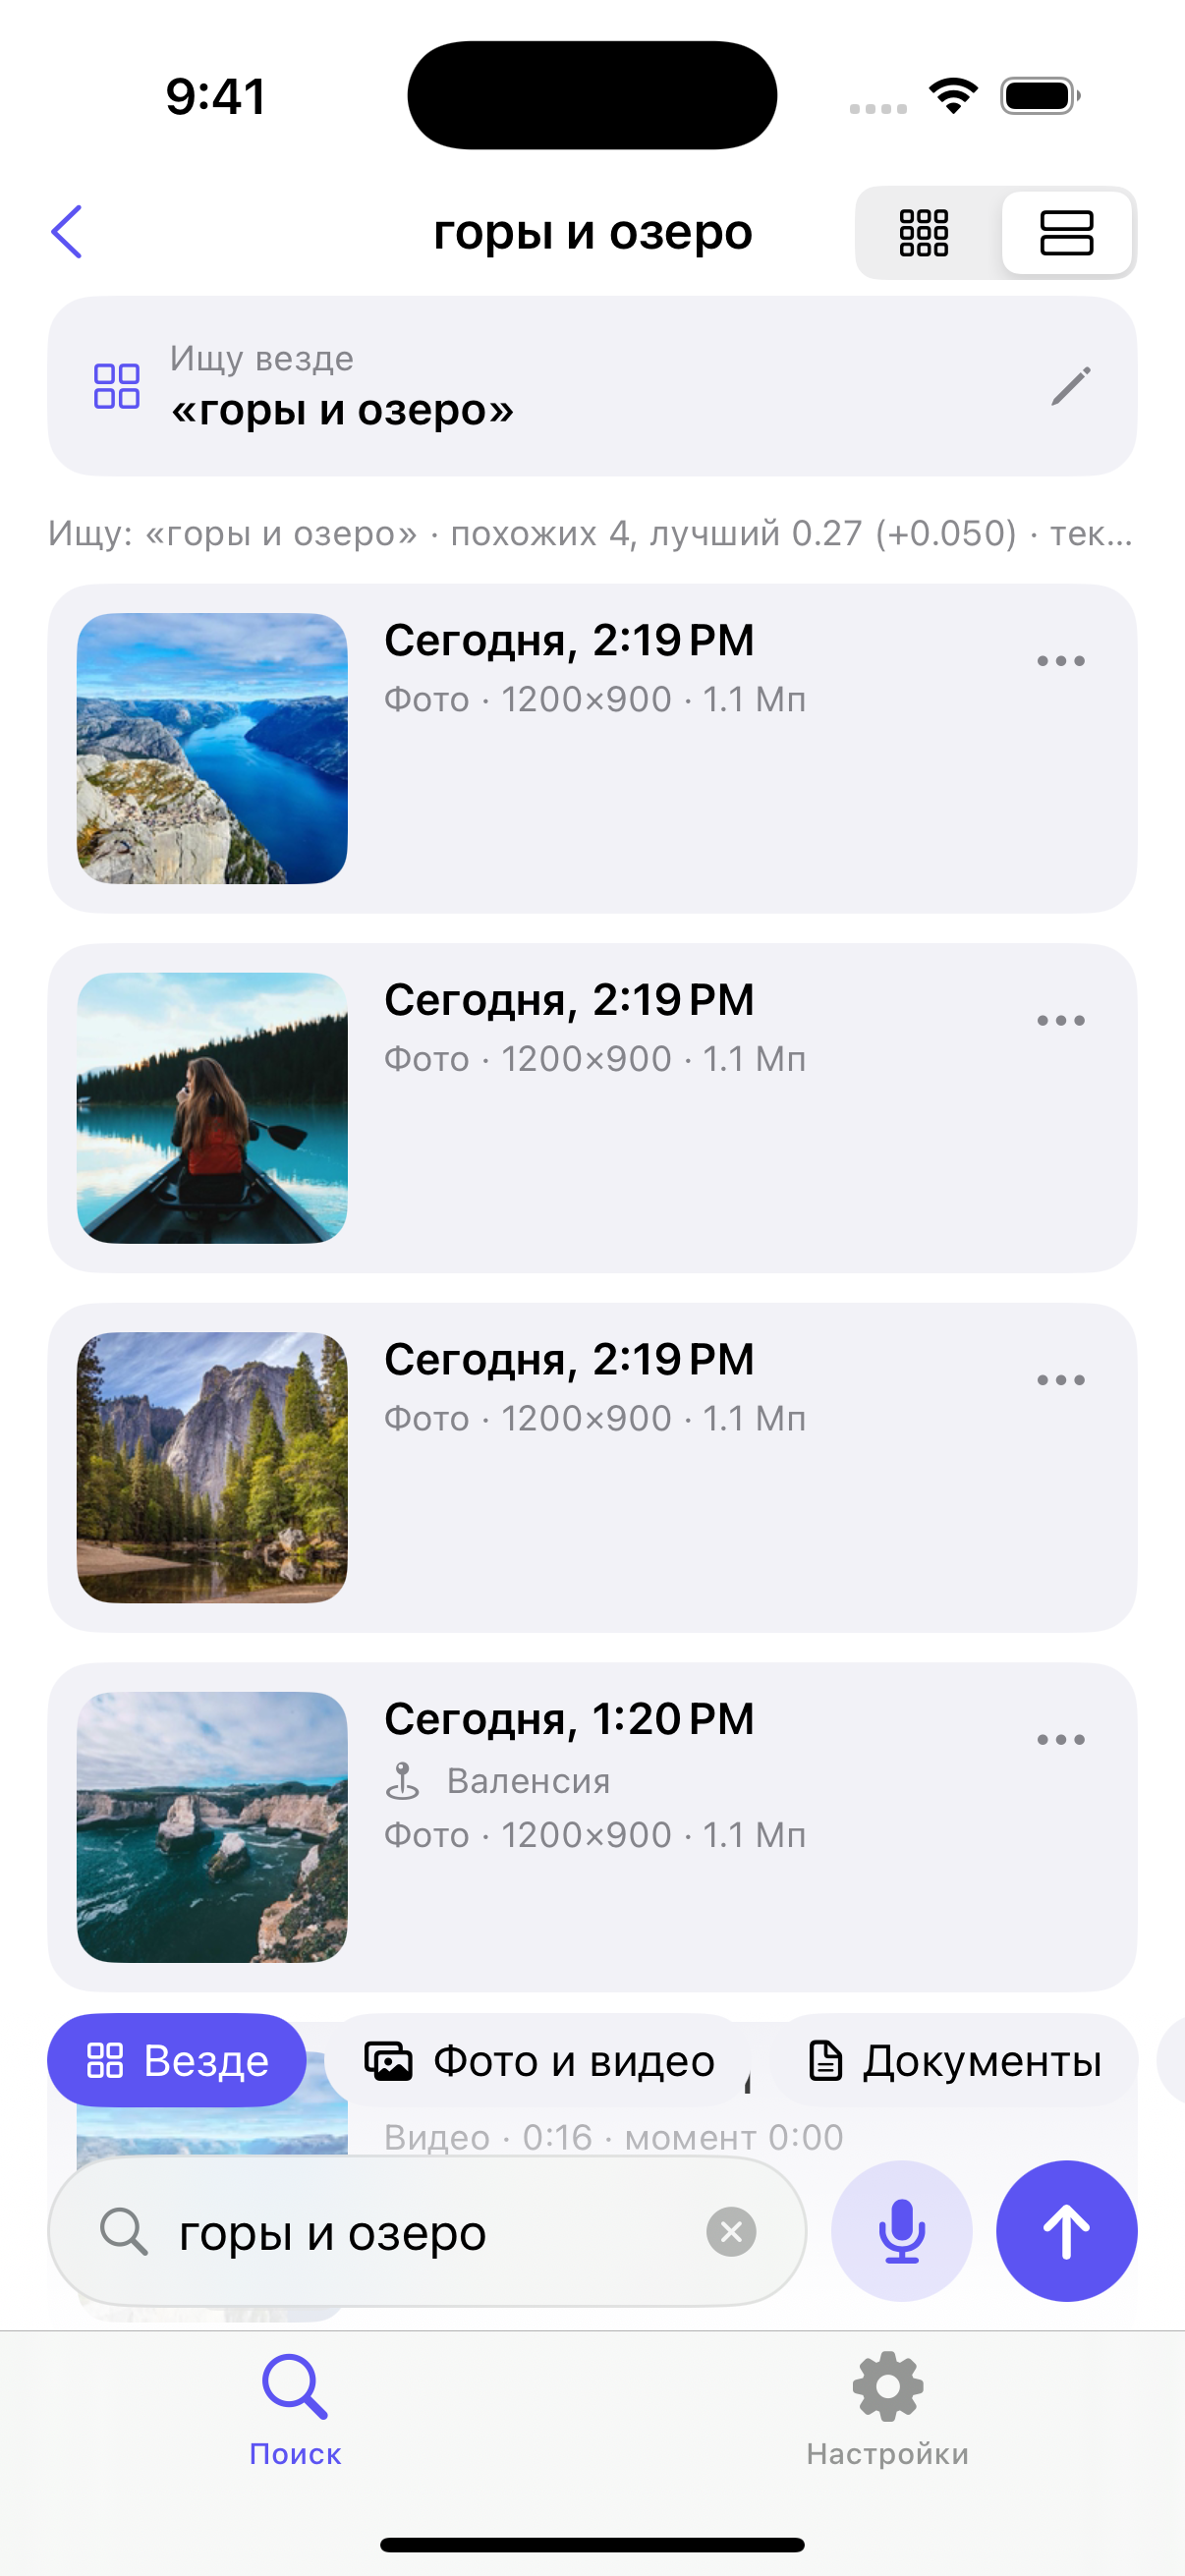 9:41
горы и озеро
Ищу везде
«горы и озеро»
Ищу: «горы и озеро» · похожих 4, лучший 0.27 (+0.050) · тек...
Сегодня, 2:19 PM
Фото · 1200×900 · 1.1 Мп
Сегодня, 2:19 PM
Фото · 1200×900 · 1.1 Мп
Сегодня, 2:19 PM
Фото · 1200×900 · 1.1 Мп
Сегодня, 1:20 PM
Валенсия
Фото · 1200×900 · 1.1 Мп
Везде
Фото и видео
Документы
Видео · 0:16 · момент 0:00
горы и озеро
Поиск
Настройки